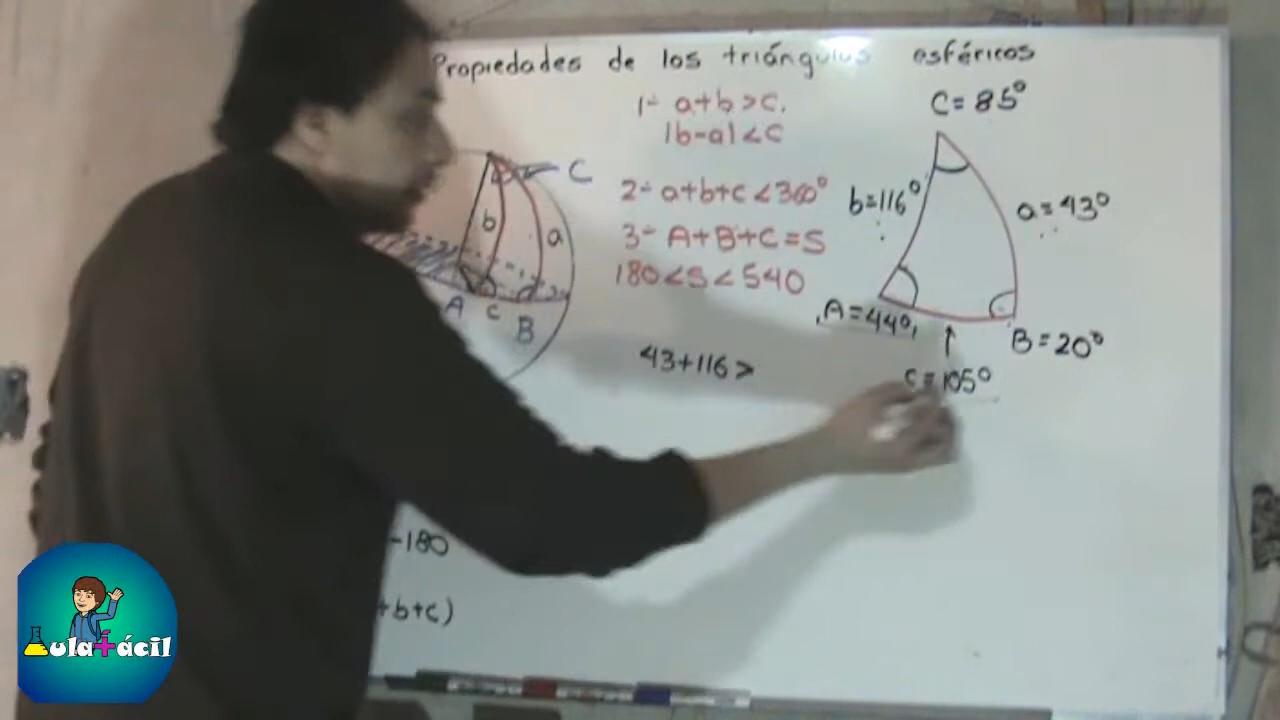 Propiedades de los triángulos esféricos
1- a+b>c.
|b-a|<c
2- a+b+c<360°
3- A+B+C=S
180<S<540
C
b
a
A
c
B
C=85°
b=116°
a=43°
A=44°
B=20°
c=105°
43+116>
-180
+b+c)
Aula+ácil